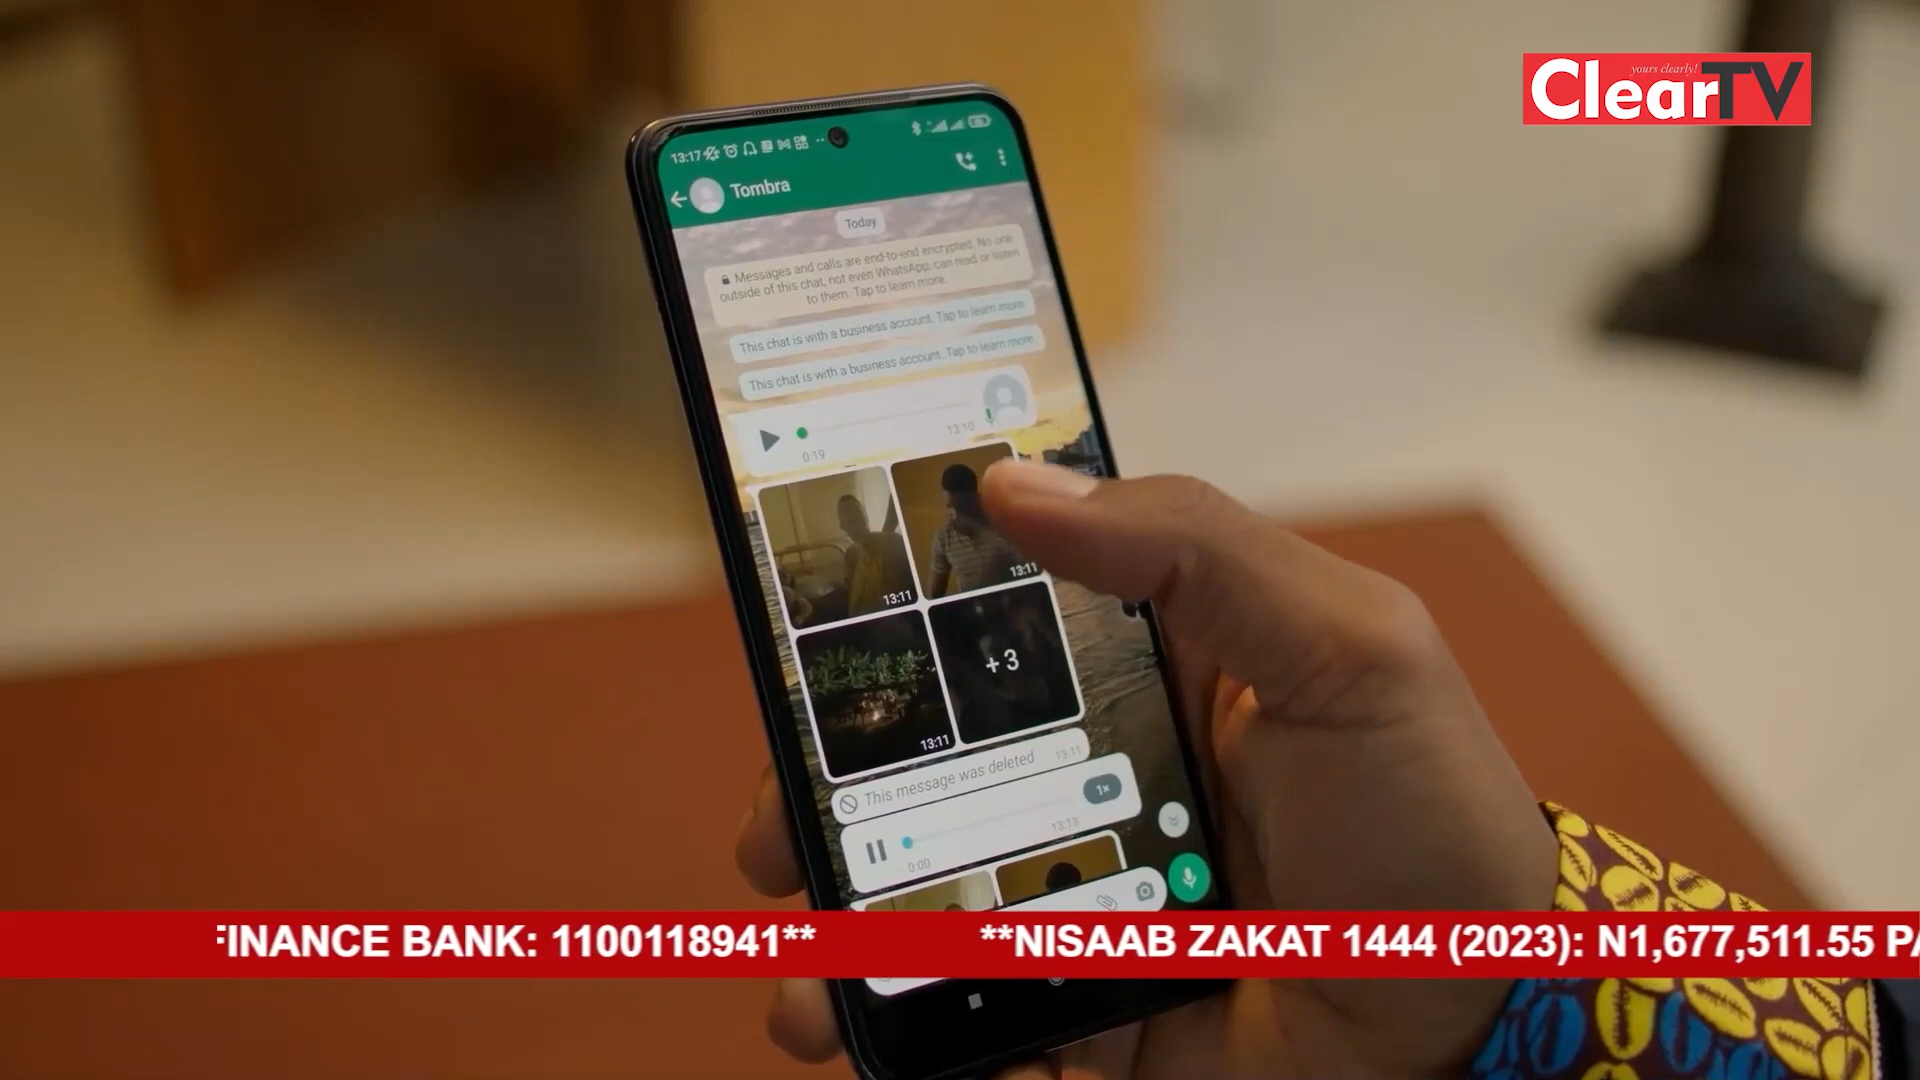 yours clearly!
ClearTV
13:17
Tombra
Today
Messages and calls are end-to-end encrypted. No one
outside of this chat, not even WhatsApp, can read or listen
to them. Tap to learn more.
This chat is with a business account. Tap to learn more.
This chat is with a business account. Tap to learn more.
13:10
0:19
13:11
13:11
13:11
+3
This message was deleted
13:11
1×
13:13
0:00
FINANCE BANK: 1100118941** **NISAAB ZAKAT 1444 (2023): N1,677,511.55 PA